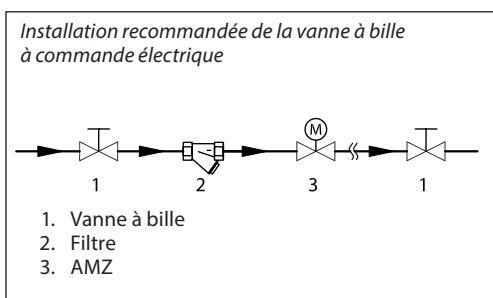 Installation recommandée de la vanne à bille
à commande électrique
M
1 2 3 1
1. Vanne à bille
2. Filtre
3. AMZ